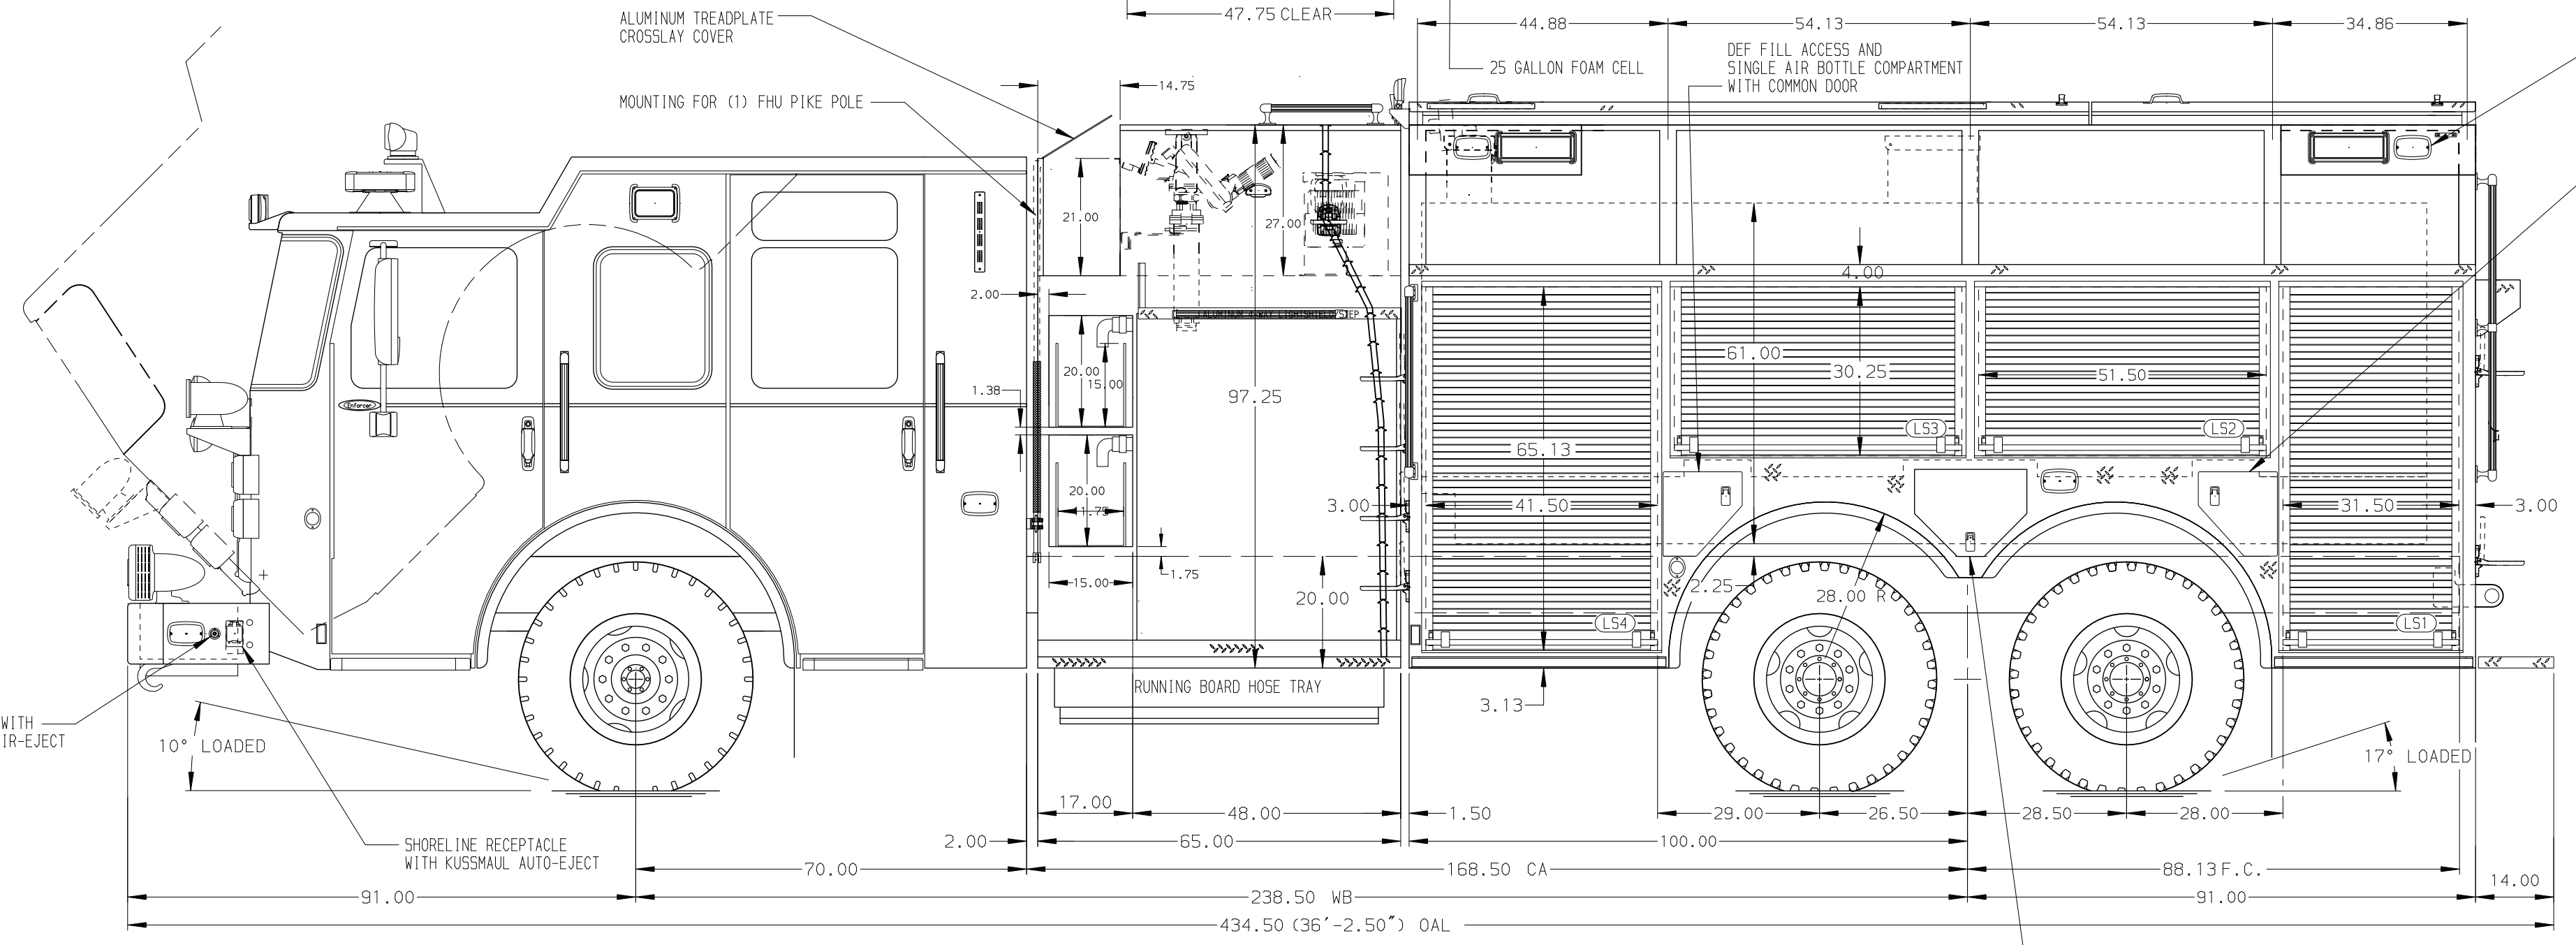 ALUMINUM TREADPLATE
CROSSLAY COVER
47.75 CLEAR
44.88
54.13
54.13
34.86
25 GALLON FOAM CELL
DEF FILL ACCESS AND
SINGLE AIR BOTTLE COMPARTMENT
WITH COMMON DOOR
MOUNTING FOR (1) FHU PIKE POLE
14.75
21.00
27.00
4.00
2.00
ALUMINUM 4-WAY LIGHTSHIELD/STEP
61.00
20.00
15.00
30.25
51.50
1.38
97.25
Enforcer
LS3
LS2
65.13
20.00
3.00
41.50
31.50
3.00
1.75
15.00
20.00
2.25
28.00 R
LS4
LS1
RUNNING BOARD HOSE TRAY
3.13
WITH
IR-EJECT
10° LOADED
17° LOADED
17.00
48.00
1.50
29.00
26.50
28.50
28.00
SHORELINE RECEPTACLE
WITH KUSSMAUL AUTO-EJECT
2.00
65.00
100.00
70.00
168.50 CA
88.13 F.C.
14.00
91.00
238.50 WB
91.00
434.50 (36'-2.50") OAL